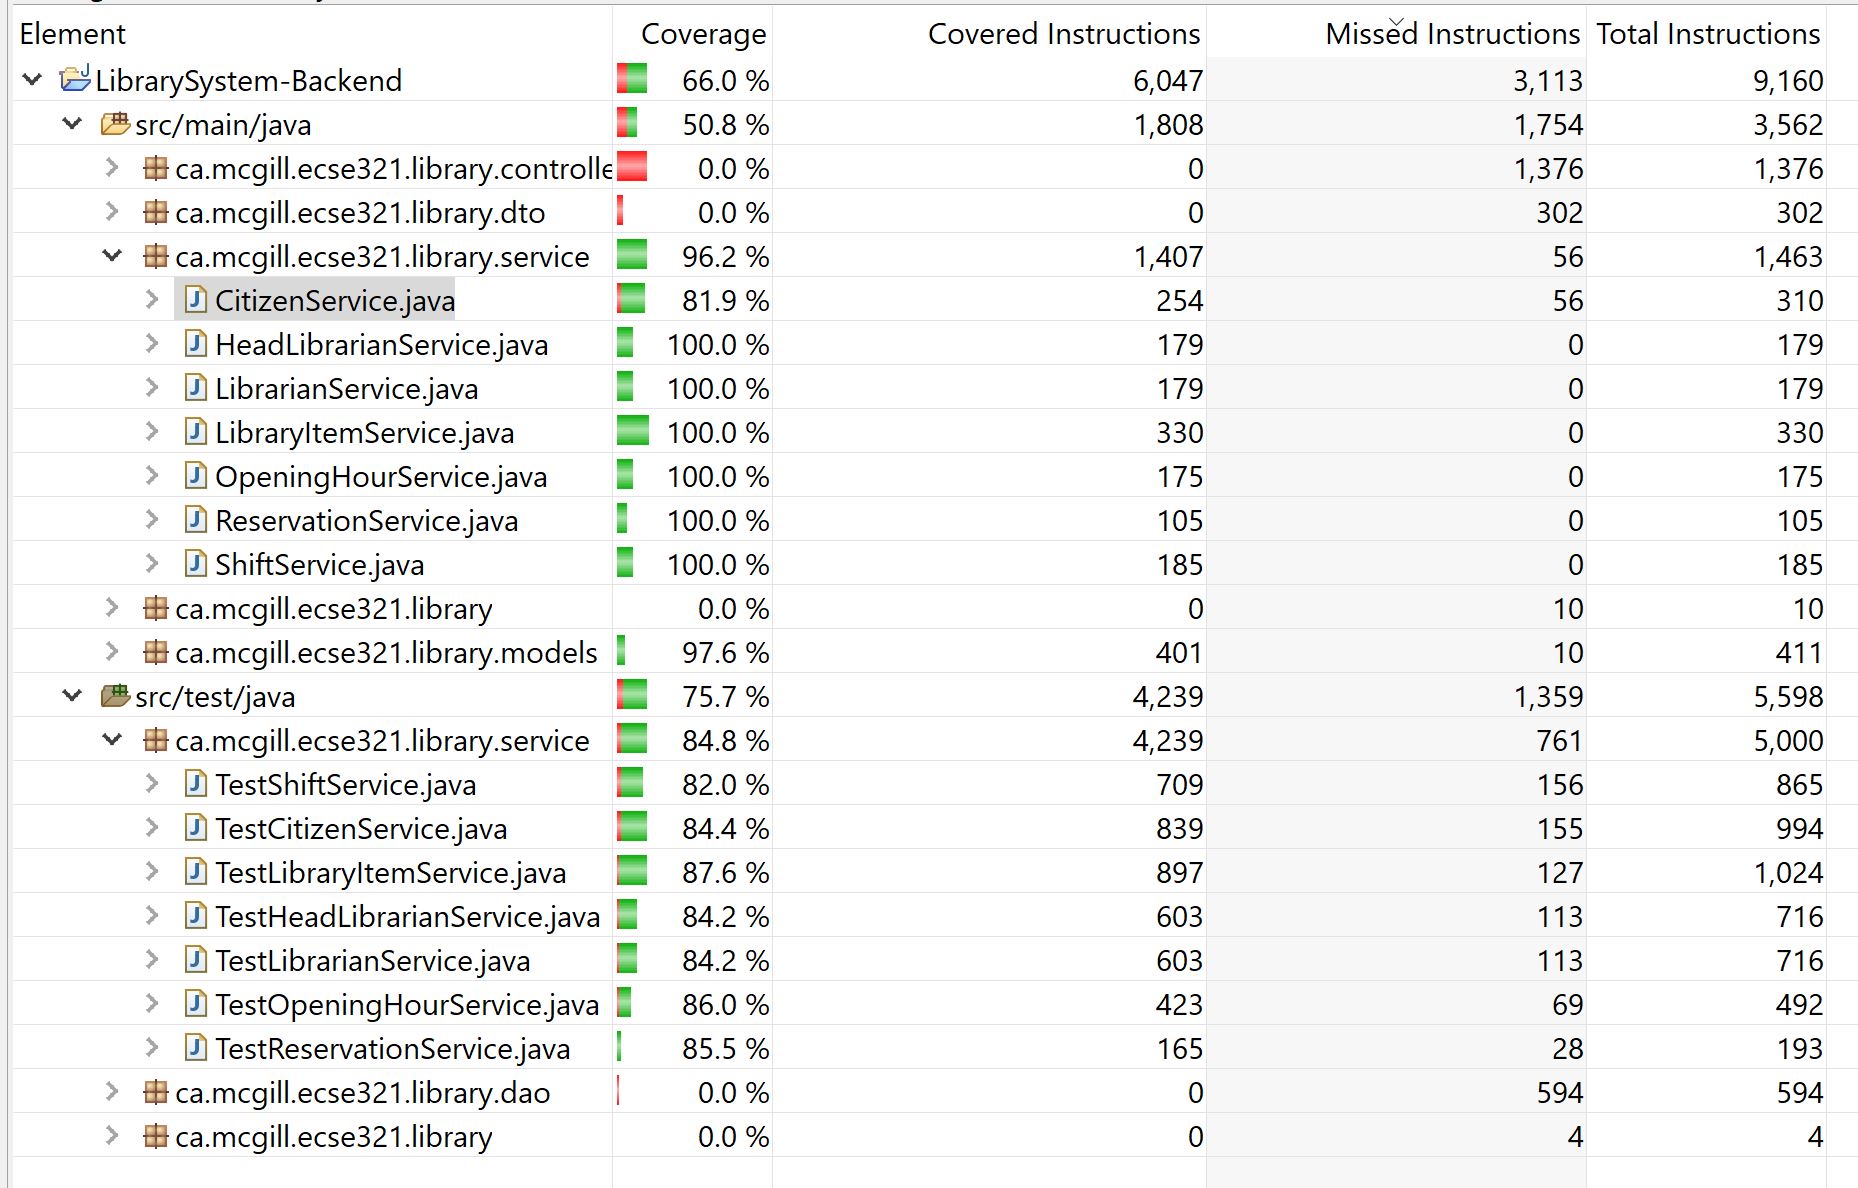 Element Coverage Covered Instructions Missed Instructions Total Instructions
LibrarySystem-Backend 66.0 % 6,047 3,113 9,160
src/main/java 50.8 % 1,808 1,754 3,562
ca.mcgill.ecse321.library.controlle 0.0 % 0 1,376 1,376
ca.mcgill.ecse321.library.dto 0.0 % 0 302 302
ca.mcgill.ecse321.library.service 96.2 % 1,407 56 1,463
CitizenService.java 81.9 % 254 56 310
HeadLibrarianService.java 100.0 % 179 0 179
LibrarianService.java 100.0 % 179 0 179
LibraryItemService.java 100.0 % 330 0 330
OpeningHourService.java 100.0 % 175 0 175
ReservationService.java 100.0 % 105 0 105
ShiftService.java 100.0 % 185 0 185
ca.mcgill.ecse321.library 0.0 % 0 10 10
ca.mcgill.ecse321.library.models 97.6 % 401 10 411
src/test/java 75.7 % 4,239 1,359 5,598
ca.mcgill.ecse321.library.service 84.8 % 4,239 761 5,000
TestShiftService.java 82.0 % 709 156 865
TestCitizenService.java 84.4 % 839 155 994
TestLibraryItemService.java 87.6 % 897 127 1,024
TestHeadLibrarianService.java 84.2 % 603 113 716
TestLibrarianService.java 84.2 % 603 113 716
TestOpeningHourService.java 86.0 % 423 69 492
TestReservationService.java 85.5 % 165 28 193
ca.mcgill.ecse321.library.dao 0.0 % 0 594 594
ca.mcgill.ecse321.library 0.0 % 0 4 4